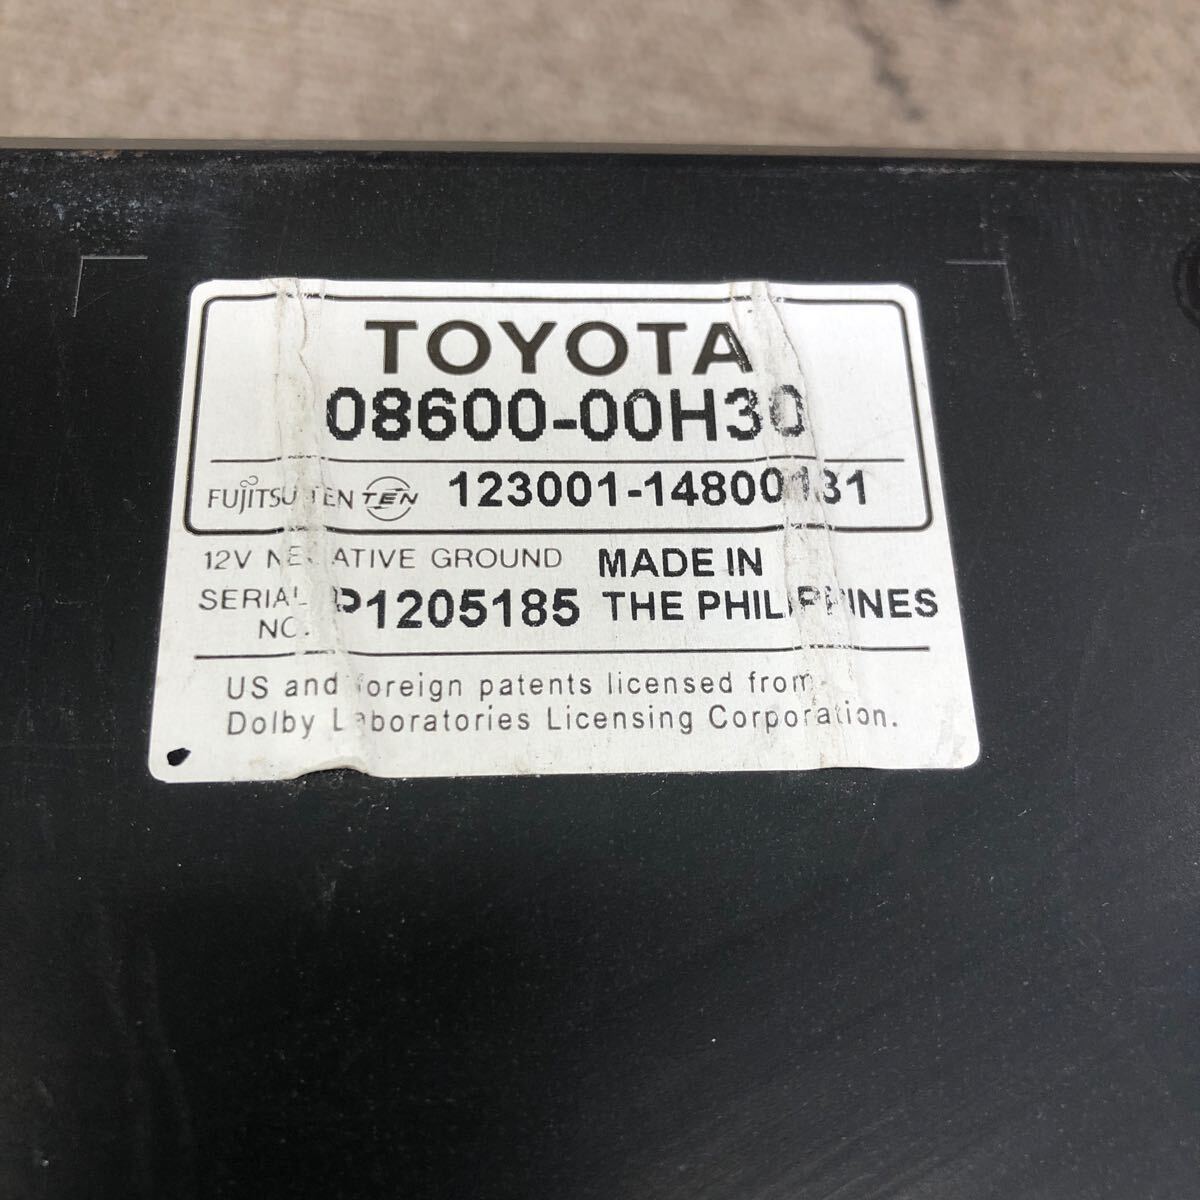 TOYOTA
08600-00H30
FUJITSU TEN TEN 123001-14800131
12V NEGATIVE GROUND MADE IN
SERIAL NO. P1205185 THE PHILIPPINES
US and foreign patents licensed from
Dolby Laboratories Licensing Corporation.